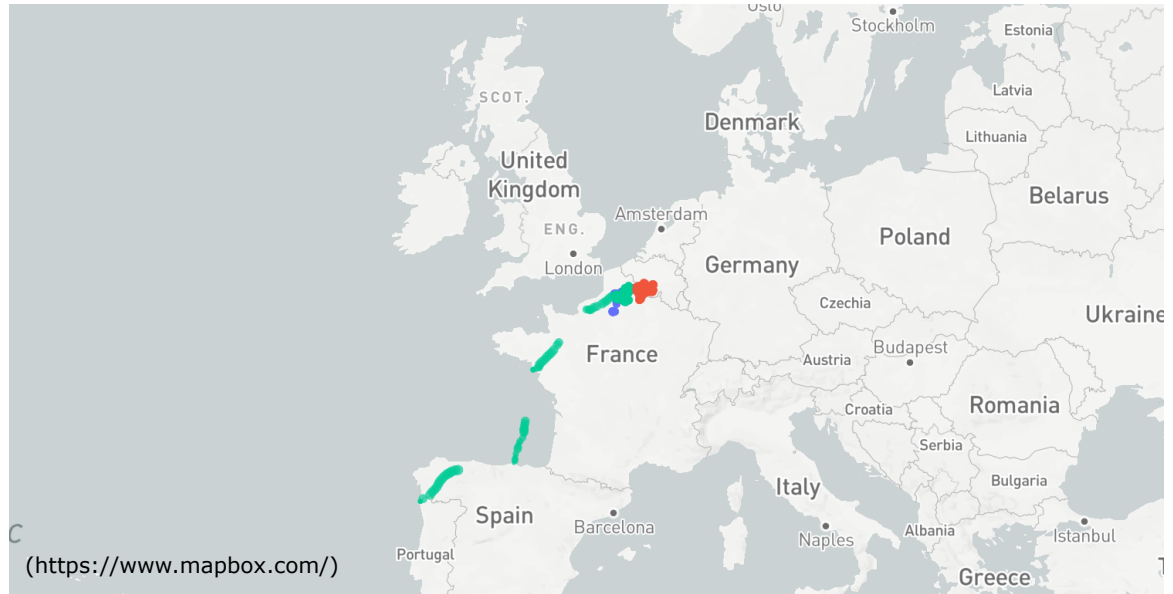 Oslo
Stockholm
Estonia
SCOT.
Latvia
Denmark
Lithuania
United
Kingdom
Belarus
Amsterdam
ENG.
Poland
London
Germany
Czechia
Ukraine
France
Austria
Budapest
Croatia
Romania
Serbia
Italy
Bulgaria
Spain
Barcelona
Naples
Albania
Istanbul
C
Portugal
(https://www.mapbox.com/)
Greece
T